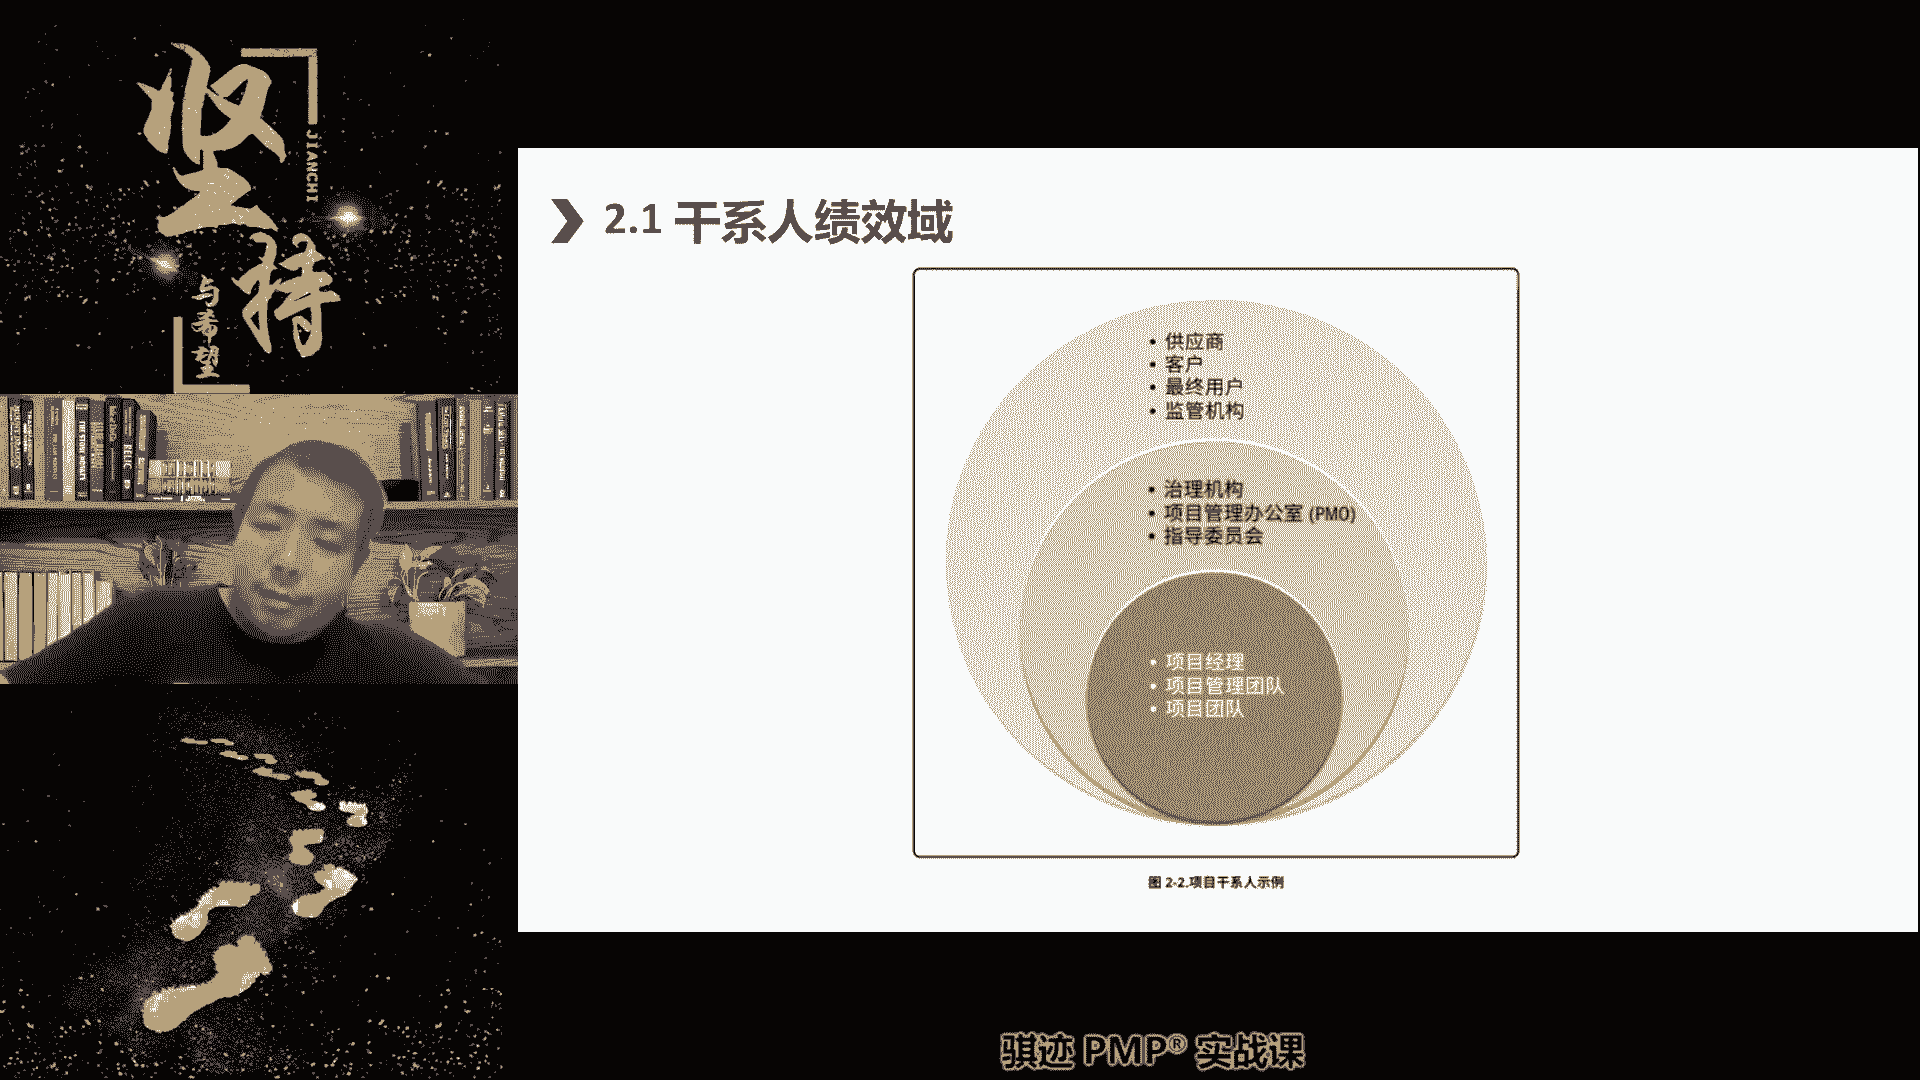 坚持
JIANCHI
与希望
2.1 干系人绩效域
• 供应商
• 客户
• 最终用户
• 监管机构
• 治理机构
• 项目管理办公室 (PMO)
• 指导委员会
• 项目经理
• 项目管理团队
• 项目团队
图 2-2.项目干系人示例
骐迹 PMP® 实战课